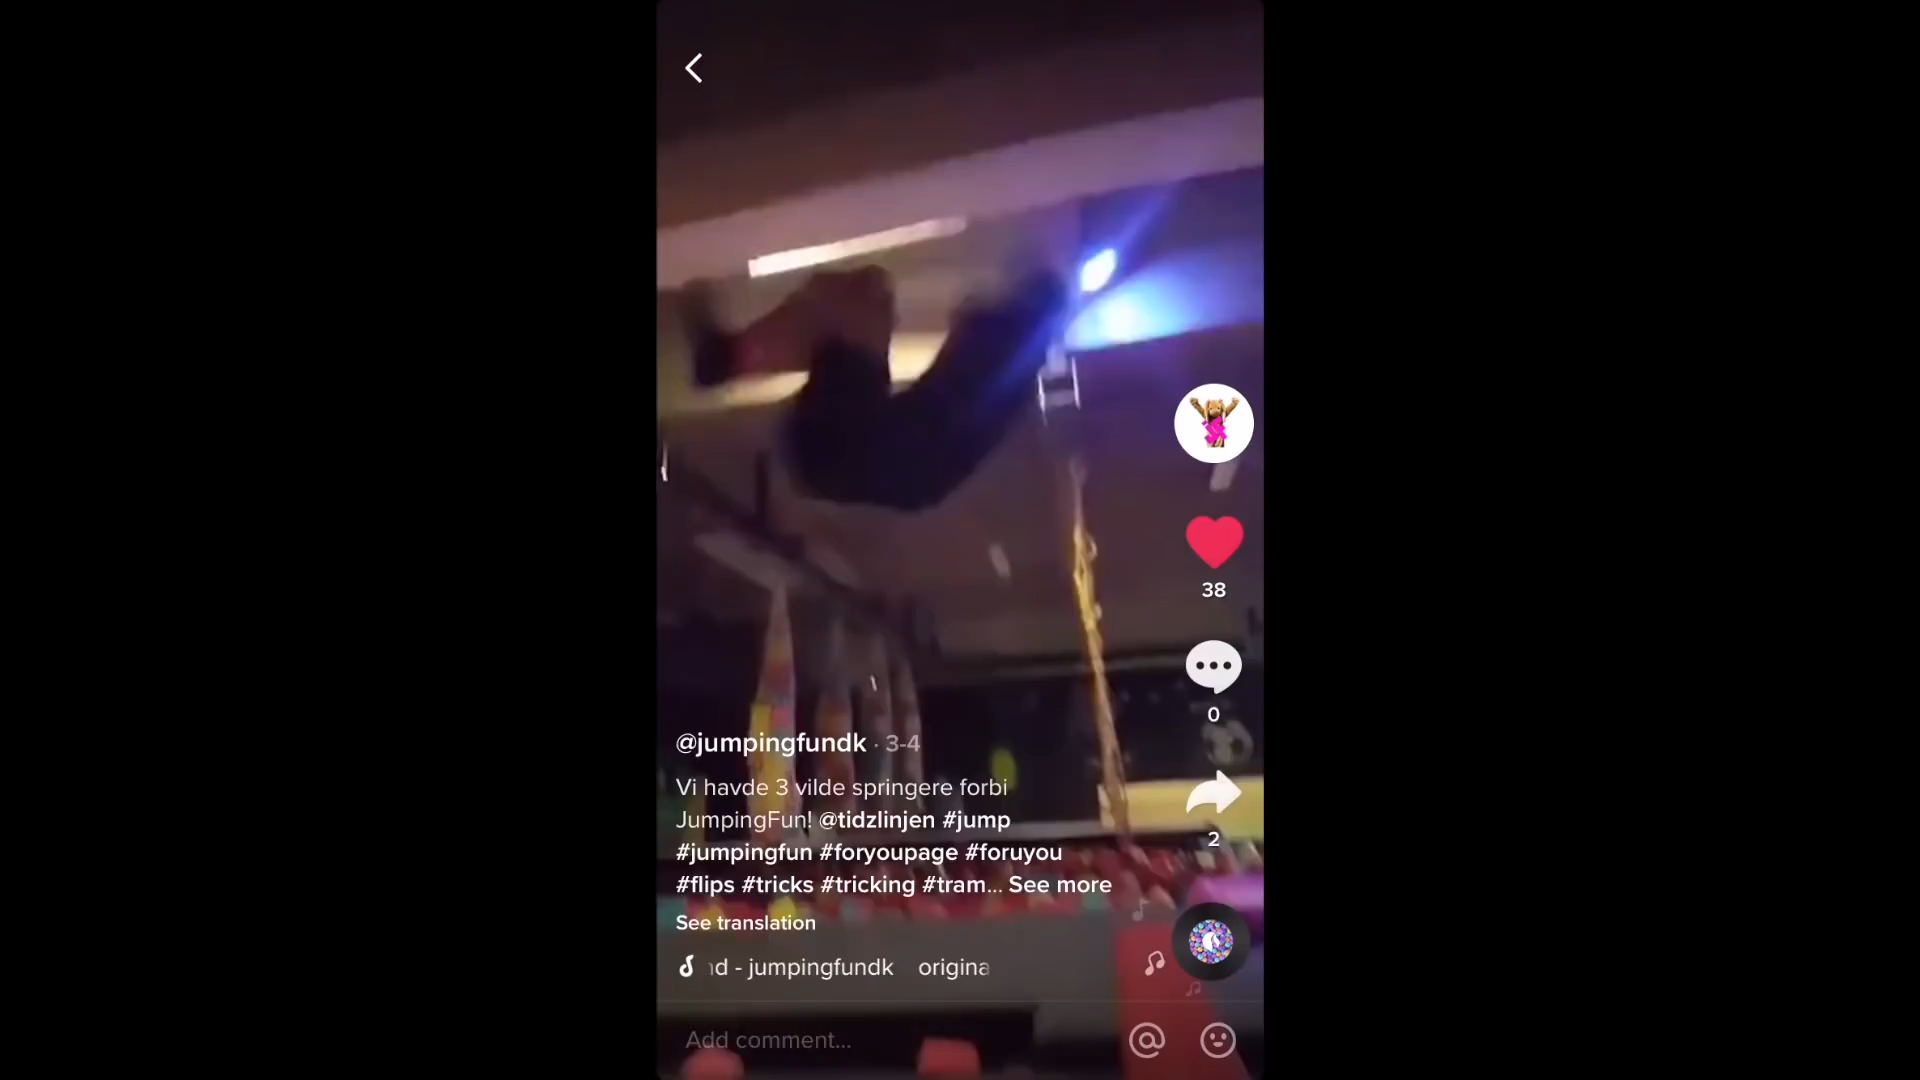 38
0
@jumpingfundk · 3-4
Vi havde 3 vilde springere forbi
JumpingFun! @tidzlinjen #jump
#jumpingfun #foryoupage #foruyou
#flips #tricks #tricking #tram... See more
2
See translation
nd - jumpingfundk origina
Add comment...